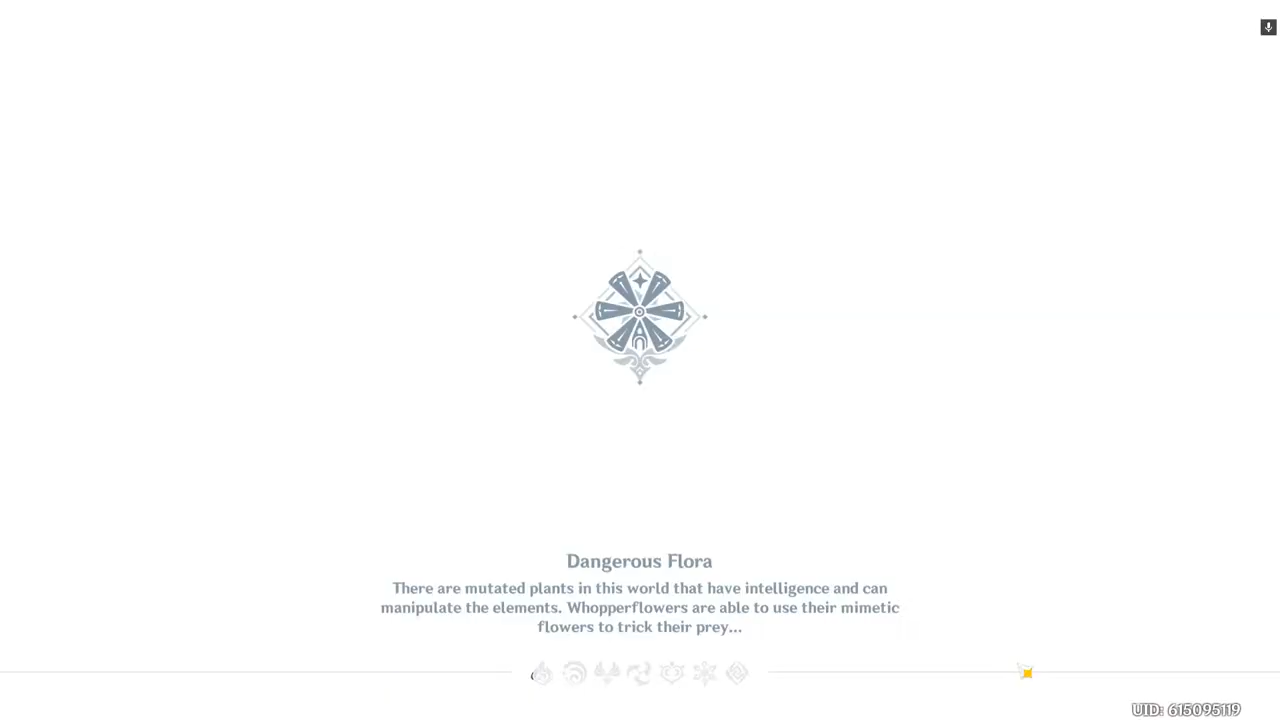 Dangerous Flora
There are mutated plants in this world that have intelligence and can
manipulate the elements. Whopperflowers are able to use their mimetic
flowers to trick their prey...
UID: 615095119